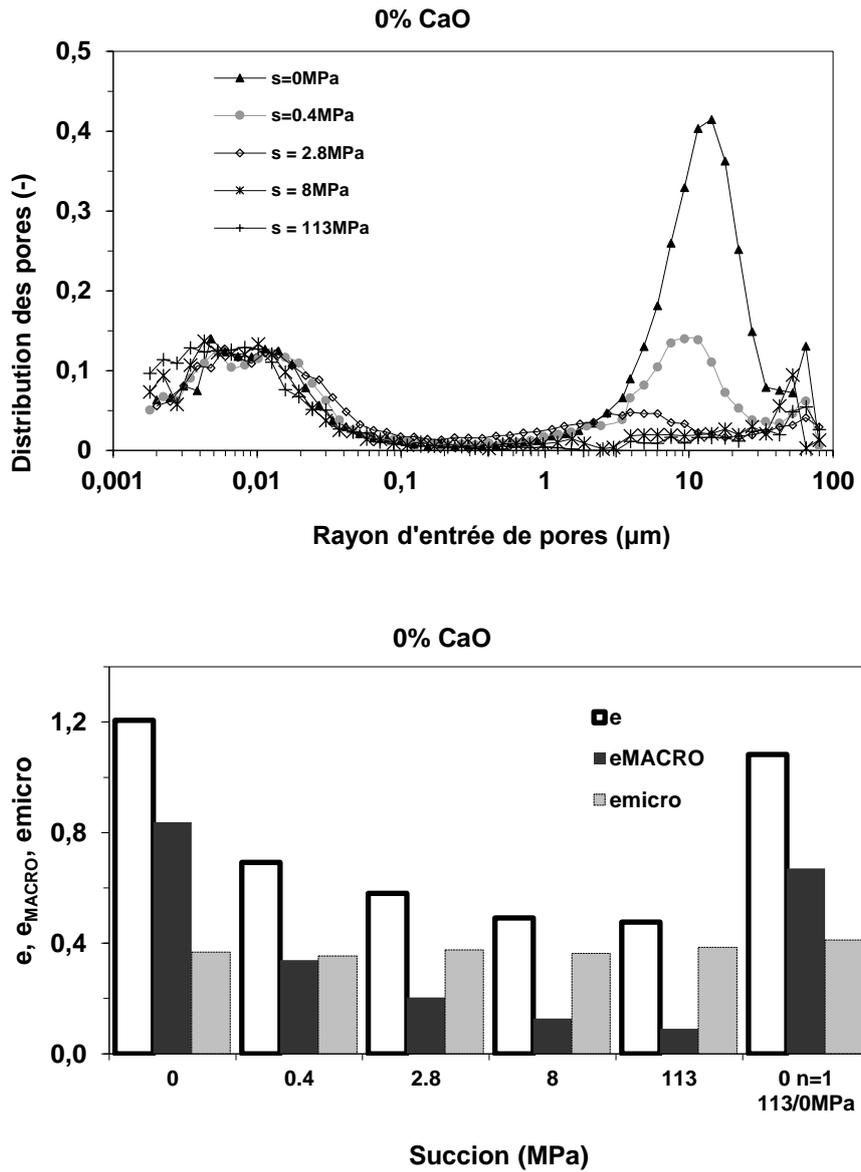 0% CaO
0,5
0,4
0,3
0,2
0,1
0
Distribution des pores (-)
s=0MPa
s=0.4MPa
s = 2.8MPa
s = 8MPa
s = 113MPa
0,001 0,01 0,1 1 10 100
Rayon d'entrée de pores (µm)
0% CaO
1,2
0,8
0,4
0,0
e, eMACRO, emicro
e
eMACRO
emicro
0 0.4 2.8 8 113 0 n=1
113/0MPa
Succion (MPa)